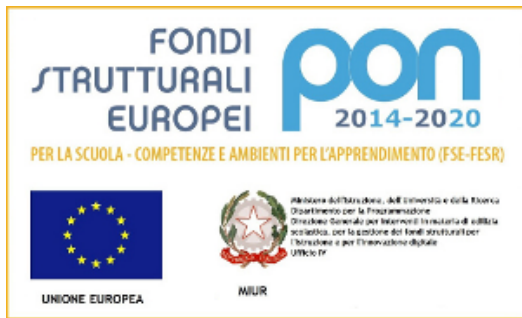 FONDI
STRUTTURALI
EUROPEI
pon
2014-2020
PER LA SCUOLA - COMPETENZE E AMBIENTI PER L'APPRENDIMENTO (FSE-FESR)
UNIONE EUROPEA
Ministero dell'Istruzione, dell'Università e della Ricerca
Dipartimento per la Programmazione
Direzione Generale per interventi in materia di edilizia
scolastica, per la gestione dei fondi strutturali per
l'istruzione e per l'innovazione digitale
Ufficio IV
MIUR